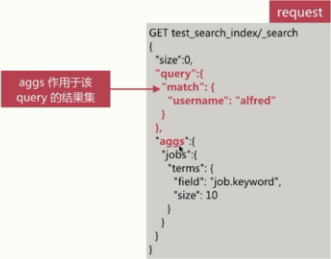 request
aggs 作用于该
query 的结果集
GET test_search_index/_search
{
"size":0,
"query":{
"match": {
"username": "alfred"
}
},
"aggs":{
"jobs":{
"terms": {
"field": "job.keyword",
"size": 10
}
}
}
}